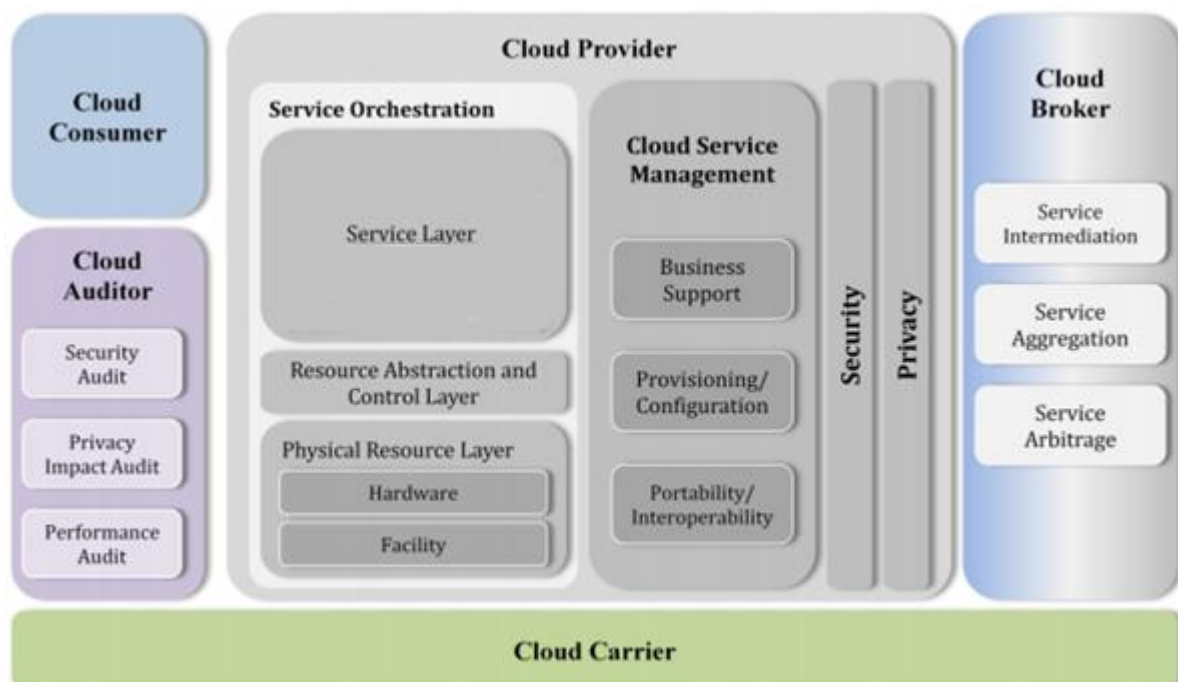 Cloud
Consumer
Cloud
Auditor
Security
Audit
Privacy
Impact Audit
Performance
Audit
Cloud Provider
Service Orchestration
Service Layer
Resource Abstraction and
Control Layer
Physical Resource Layer
Hardware
Facility
Cloud Service
Management
Business
Support
Provisioning/
Configuration
Portability/
Interoperability
Security
Privacy
Cloud
Broker
Service
Intermediation
Service
Aggregation
Service
Arbitrage
Cloud Carrier